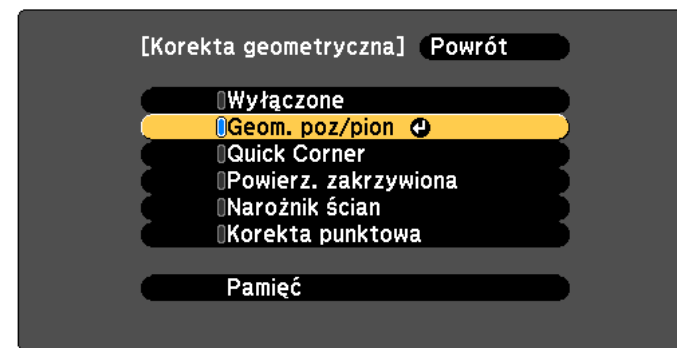 [Korekta geometryczna] Powrót
Wyłączone
Geom. poz/pion
Quick Corner
Powierz. zakrzywiona
Narożnik ścian
Korekta punktowa
Pamięć